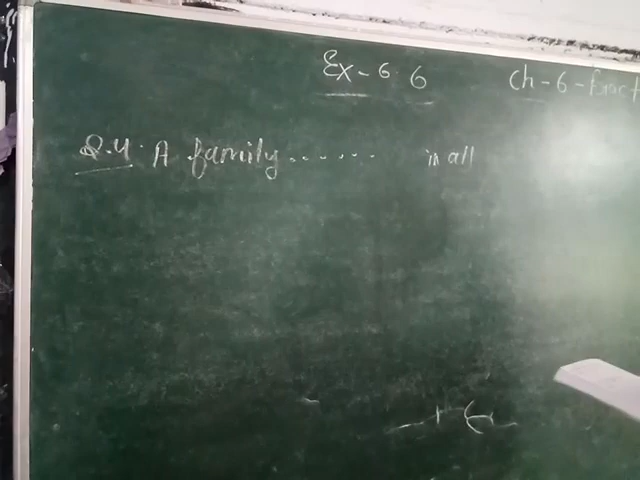 Ex-6.6 Ch-6-fract
Q.4. A family....... in all